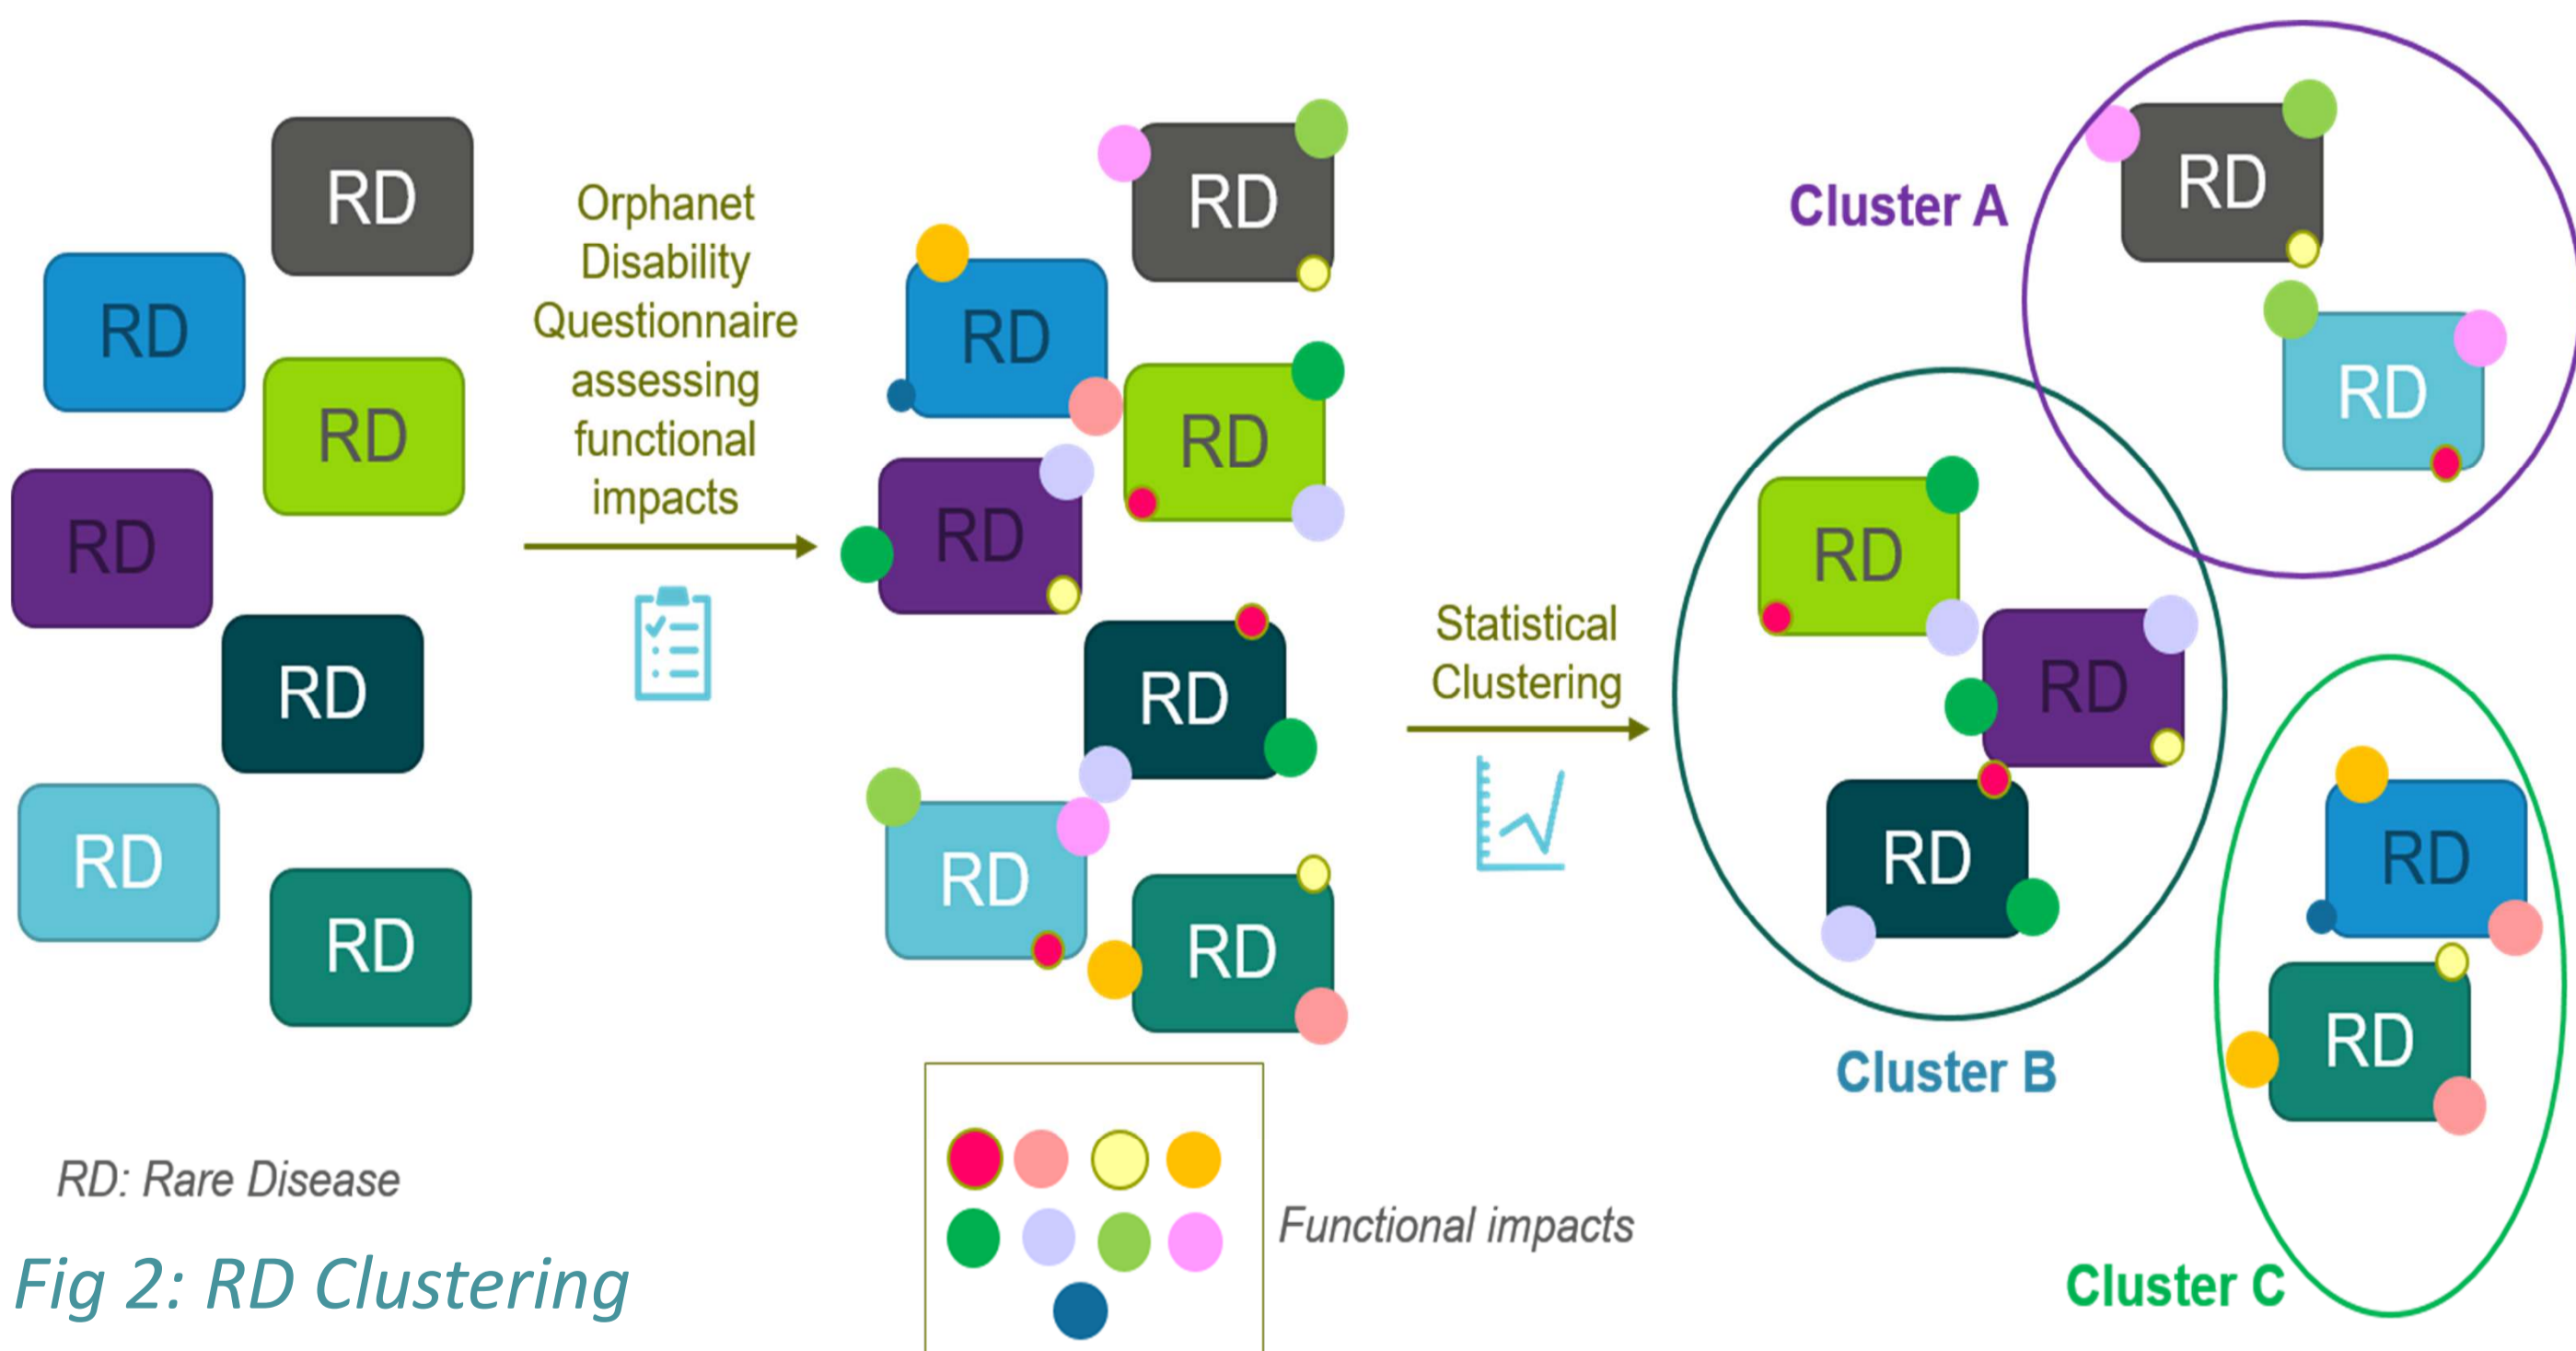 RD
RD
RD
RD
RD
RD
RD
Orphanet
Disability
Questionnaire
assessing
functional
impacts
RD
RD
RD
RD
RD
RD
RD
Statistical
Clustering
Cluster A
RD
RD
RD
RD
RD
Cluster B
RD
RD
Cluster C
RD: Rare Disease
Functional impacts
Fig 2: RD Clustering